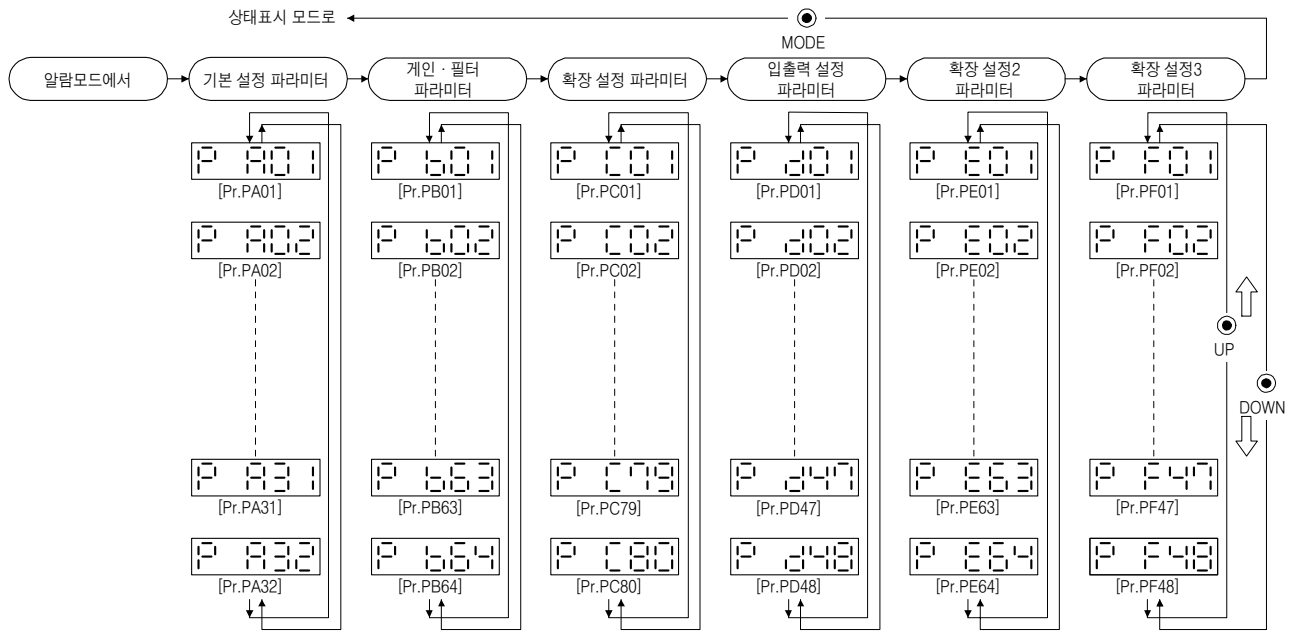 상태표시 모드로
MODE
알람모드에서
기본 설정 파라미터
게인 · 필터
파라미터
확장 설정 파라미터
입출력 설정
파라미터
확장 설정2
파라미터
확장 설정3
파라미터
P A01
P b01
P C01
P d01
P E01
P F01
[Pr.PA01]
[Pr.PB01]
[Pr.PC01]
[Pr.PD01]
[Pr.PE01]
[Pr.PF01]
P A02
P b02
P C02
P d02
P E02
P F02
[Pr.PA02]
[Pr.PB02]
[Pr.PC02]
[Pr.PD02]
[Pr.PE02]
[Pr.PF02]
UP
DOWN
P A31
P b63
P C79
P d47
P E63
P F47
[Pr.PA31]
[Pr.PB63]
[Pr.PC79]
[Pr.PD47]
[Pr.PE63]
[Pr.PF47]
P A32
P b64
P C80
P d48
P E64
P F48
[Pr.PA32]
[Pr.PB64]
[Pr.PC80]
[Pr.PD48]
[Pr.PE64]
[Pr.PF48]